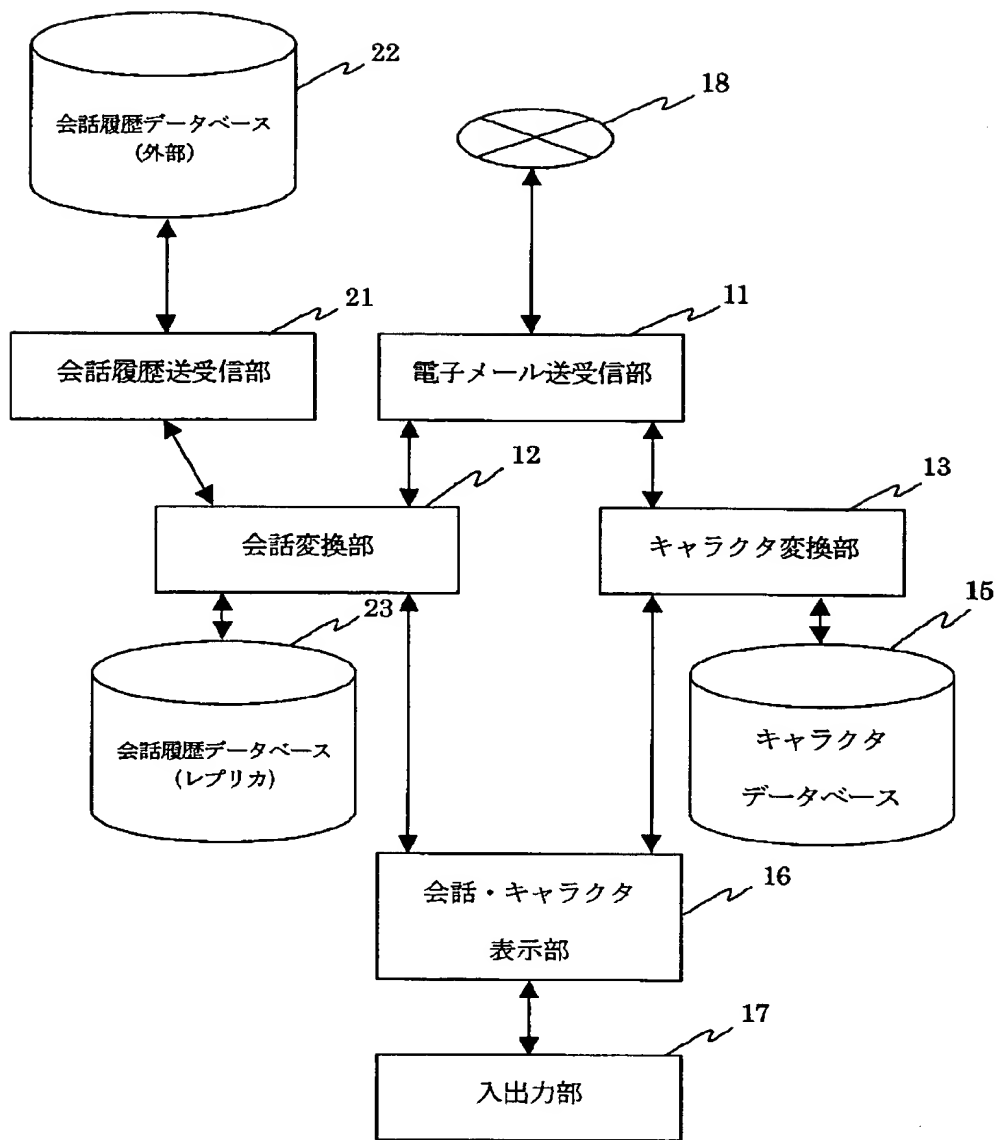 22
会話履歴データベース
(外部)
18
21
会話履歴送受信部
11
電子メール送受信部
12
会話変換部
13
キャラクタ変換部
23
会話履歴データベース
(レプリカ)
15
キャラクタ
データベース
16
会話・キャラクタ
表示部
17
入出力部